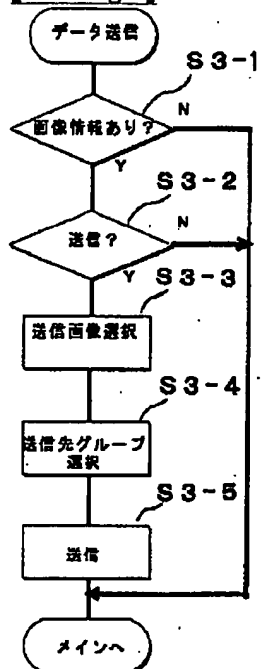 データ送信
S3-1
画像情報あり?
N
Y
S3-2
送信?
N
Y
S3-3
送信画像選択
S3-4
送信先グループ
選択
S3-5
送信
メインへ